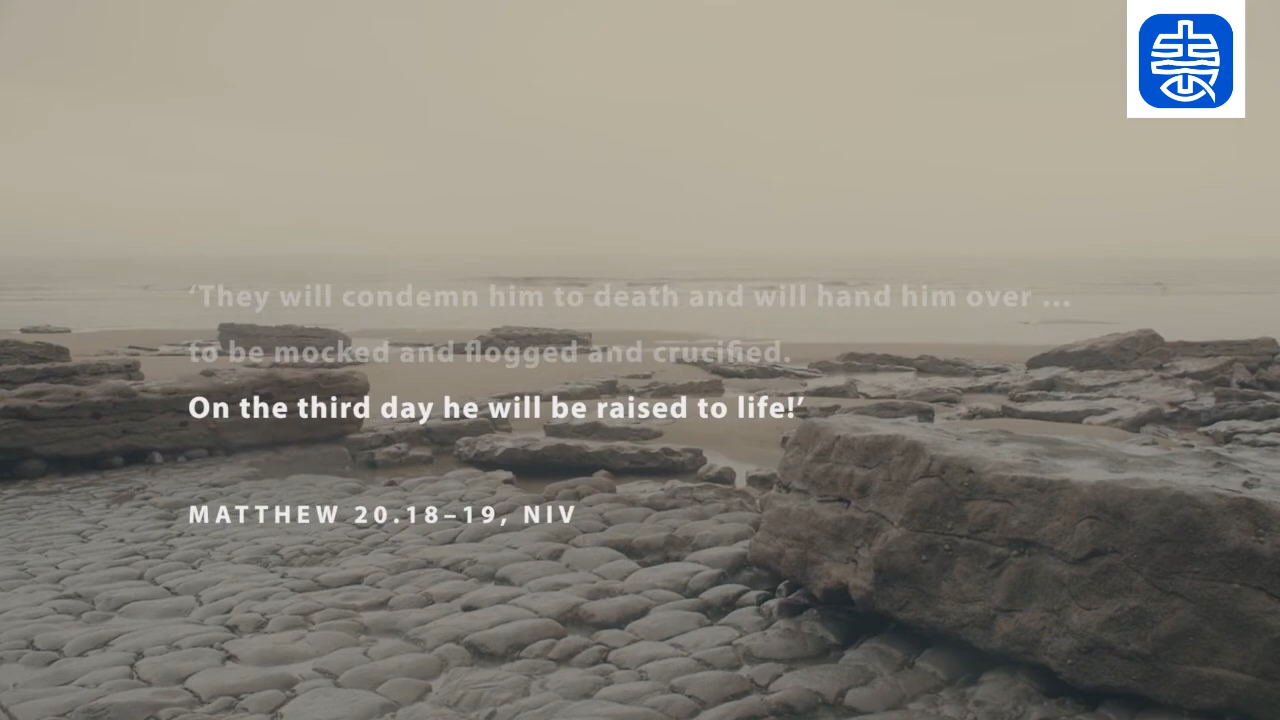 ‘They will condemn him to death and will hand him over ...
to be mocked and flogged and crucified.
On the third day he will be raised to life!’
MATTHEW 20.18–19, NIV